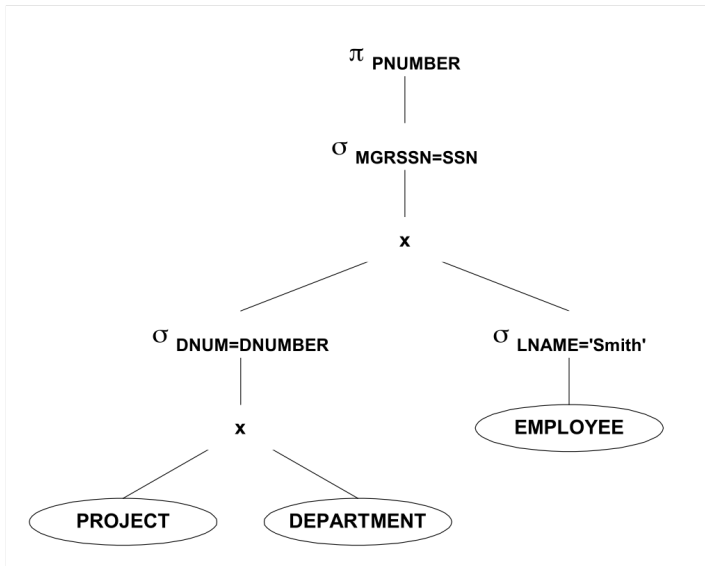 π PNUMBER
σ MGRSSN=SSN
x
σ DNUM=DNUMBER
σ LNAME='Smith'
x
EMPLOYEE
PROJECT
DEPARTMENT